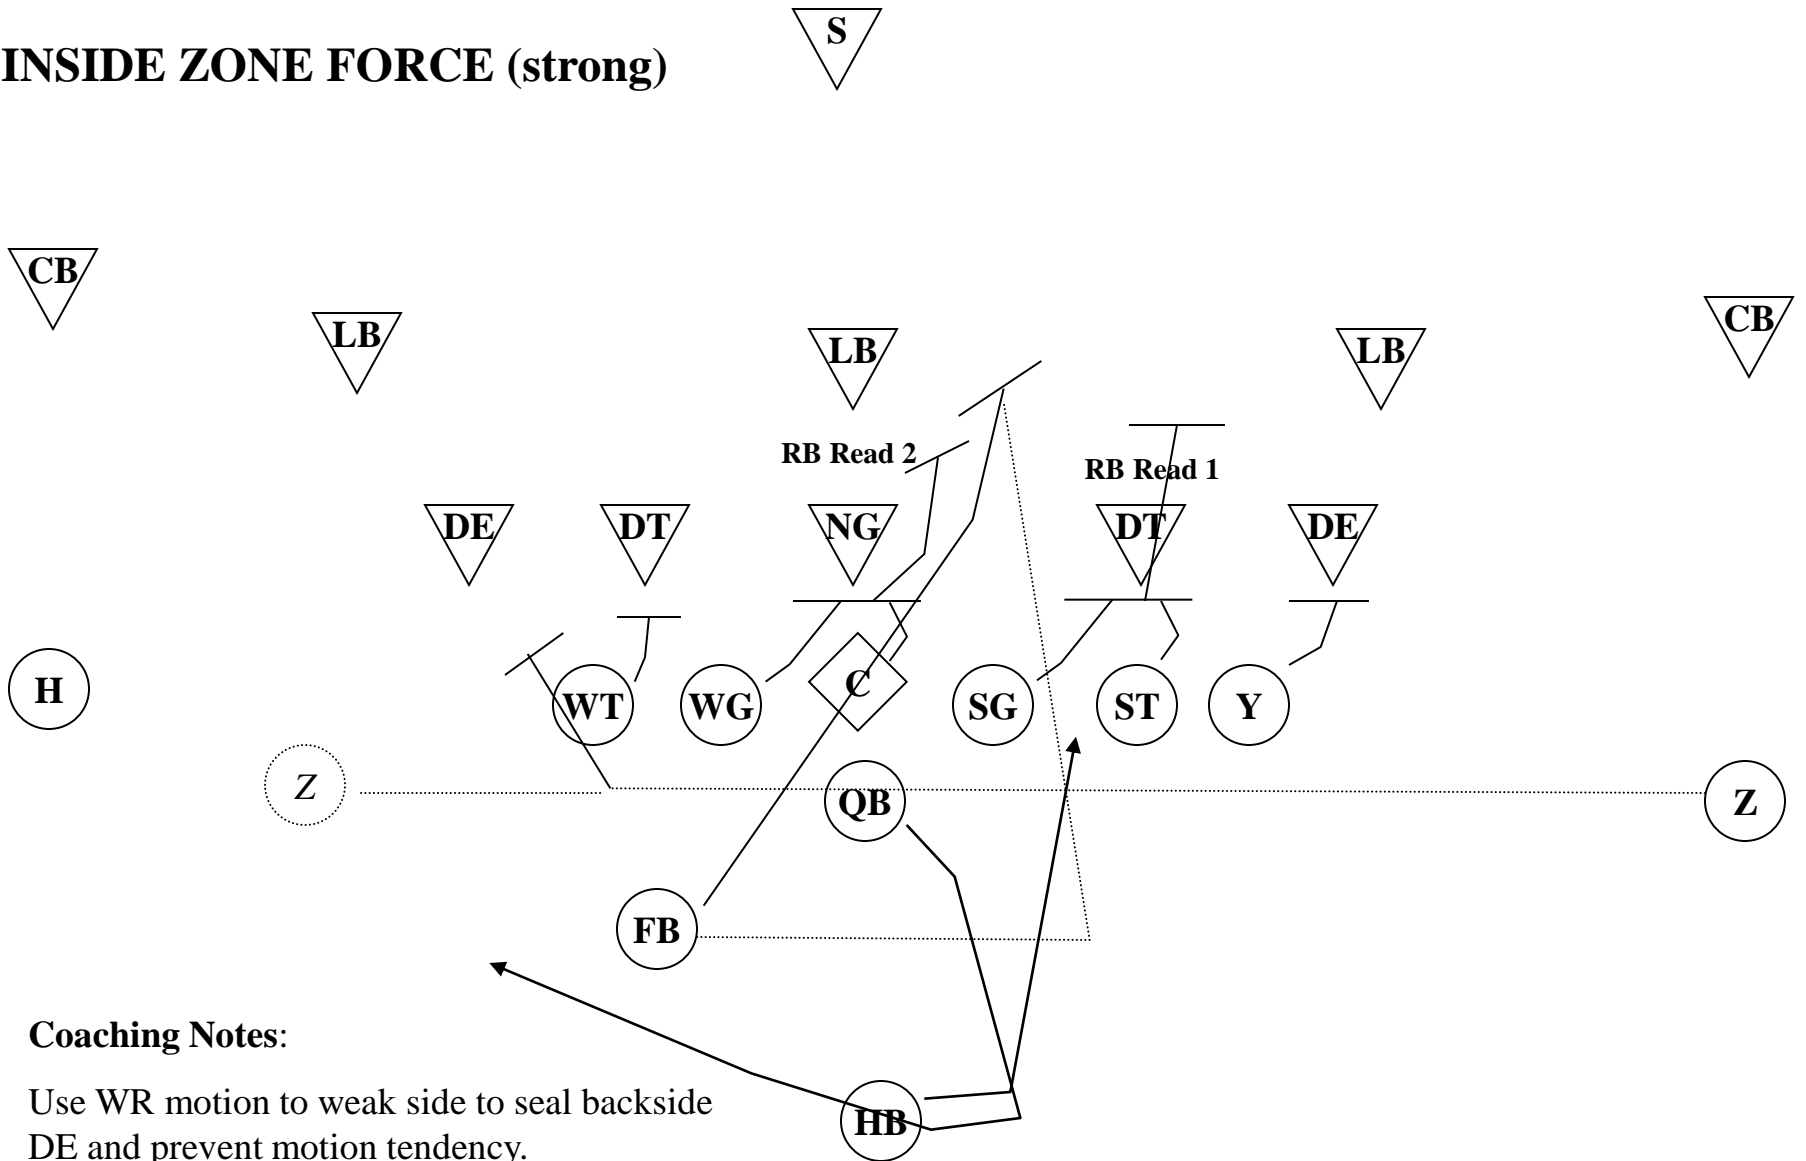 S
INSIDE ZONE FORCE (strong)
CB
LB
LB
LB
CB
RB Read 2
RB Read 1
DE
DT
NG
DT
DE
H
WT
WG
C
SG
ST
Y
Z
QB
Z
FB
Coaching Notes:
Use WR motion to weak side to seal backside
HB
DE and prevent motion tendency.